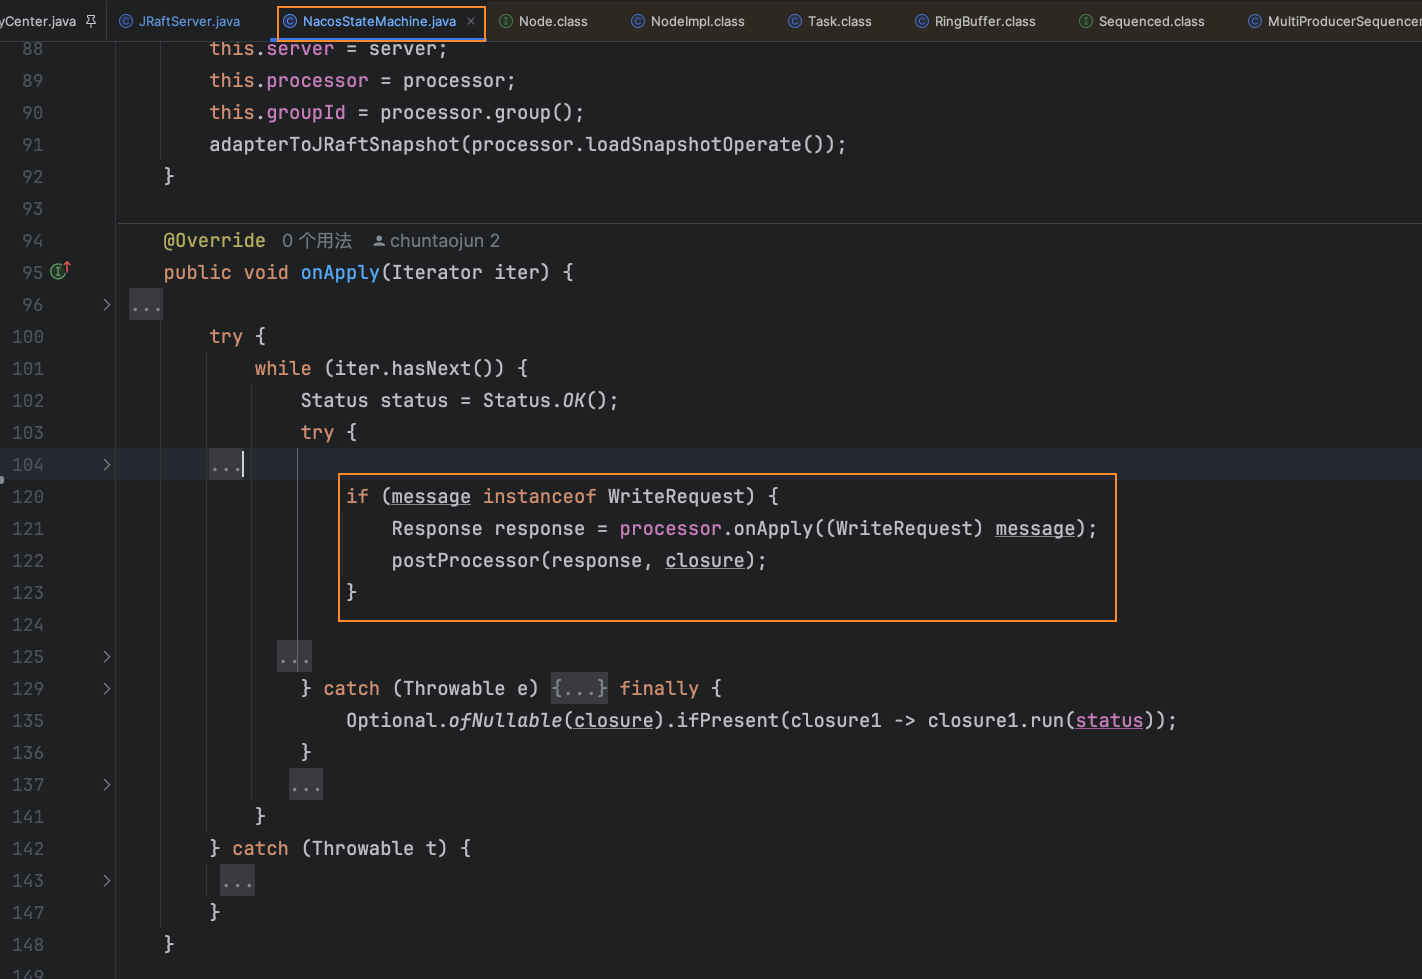 yCenter.java JRaftServer.java NacosStateMachine.java × Node.class NodeImpl.class Task.class RingBuffer.class Sequenced.class MultiProducerSequencer
88 this.server = server;
89 this.processor = processor;
90 this.groupId = processor.group();
91 adapterToJRaftSnapshot(processor.loadSnapshotOperate());
92 }
93
94 @Override 0 个用法 chuntaojun 2
95 public void onApply(Iterator iter) {
96 ...
100 try {
101 while (iter.hasNext()) {
102 Status status = Status.OK();
103 try {
104 ...
120 if (message instanceof WriteRequest) {
121 Response response = processor.onApply((WriteRequest) message);
122 postProcessor(response, closure);
123 }
124
125 ...
129 } catch (Throwable e) {...} finally {
135 Optional.ofNullable(closure).ifPresent(closure1 -> closure1.run(status));
136 }
137 ...
141 }
142 } catch (Throwable t) {
143 ...
147 }
148 }
149